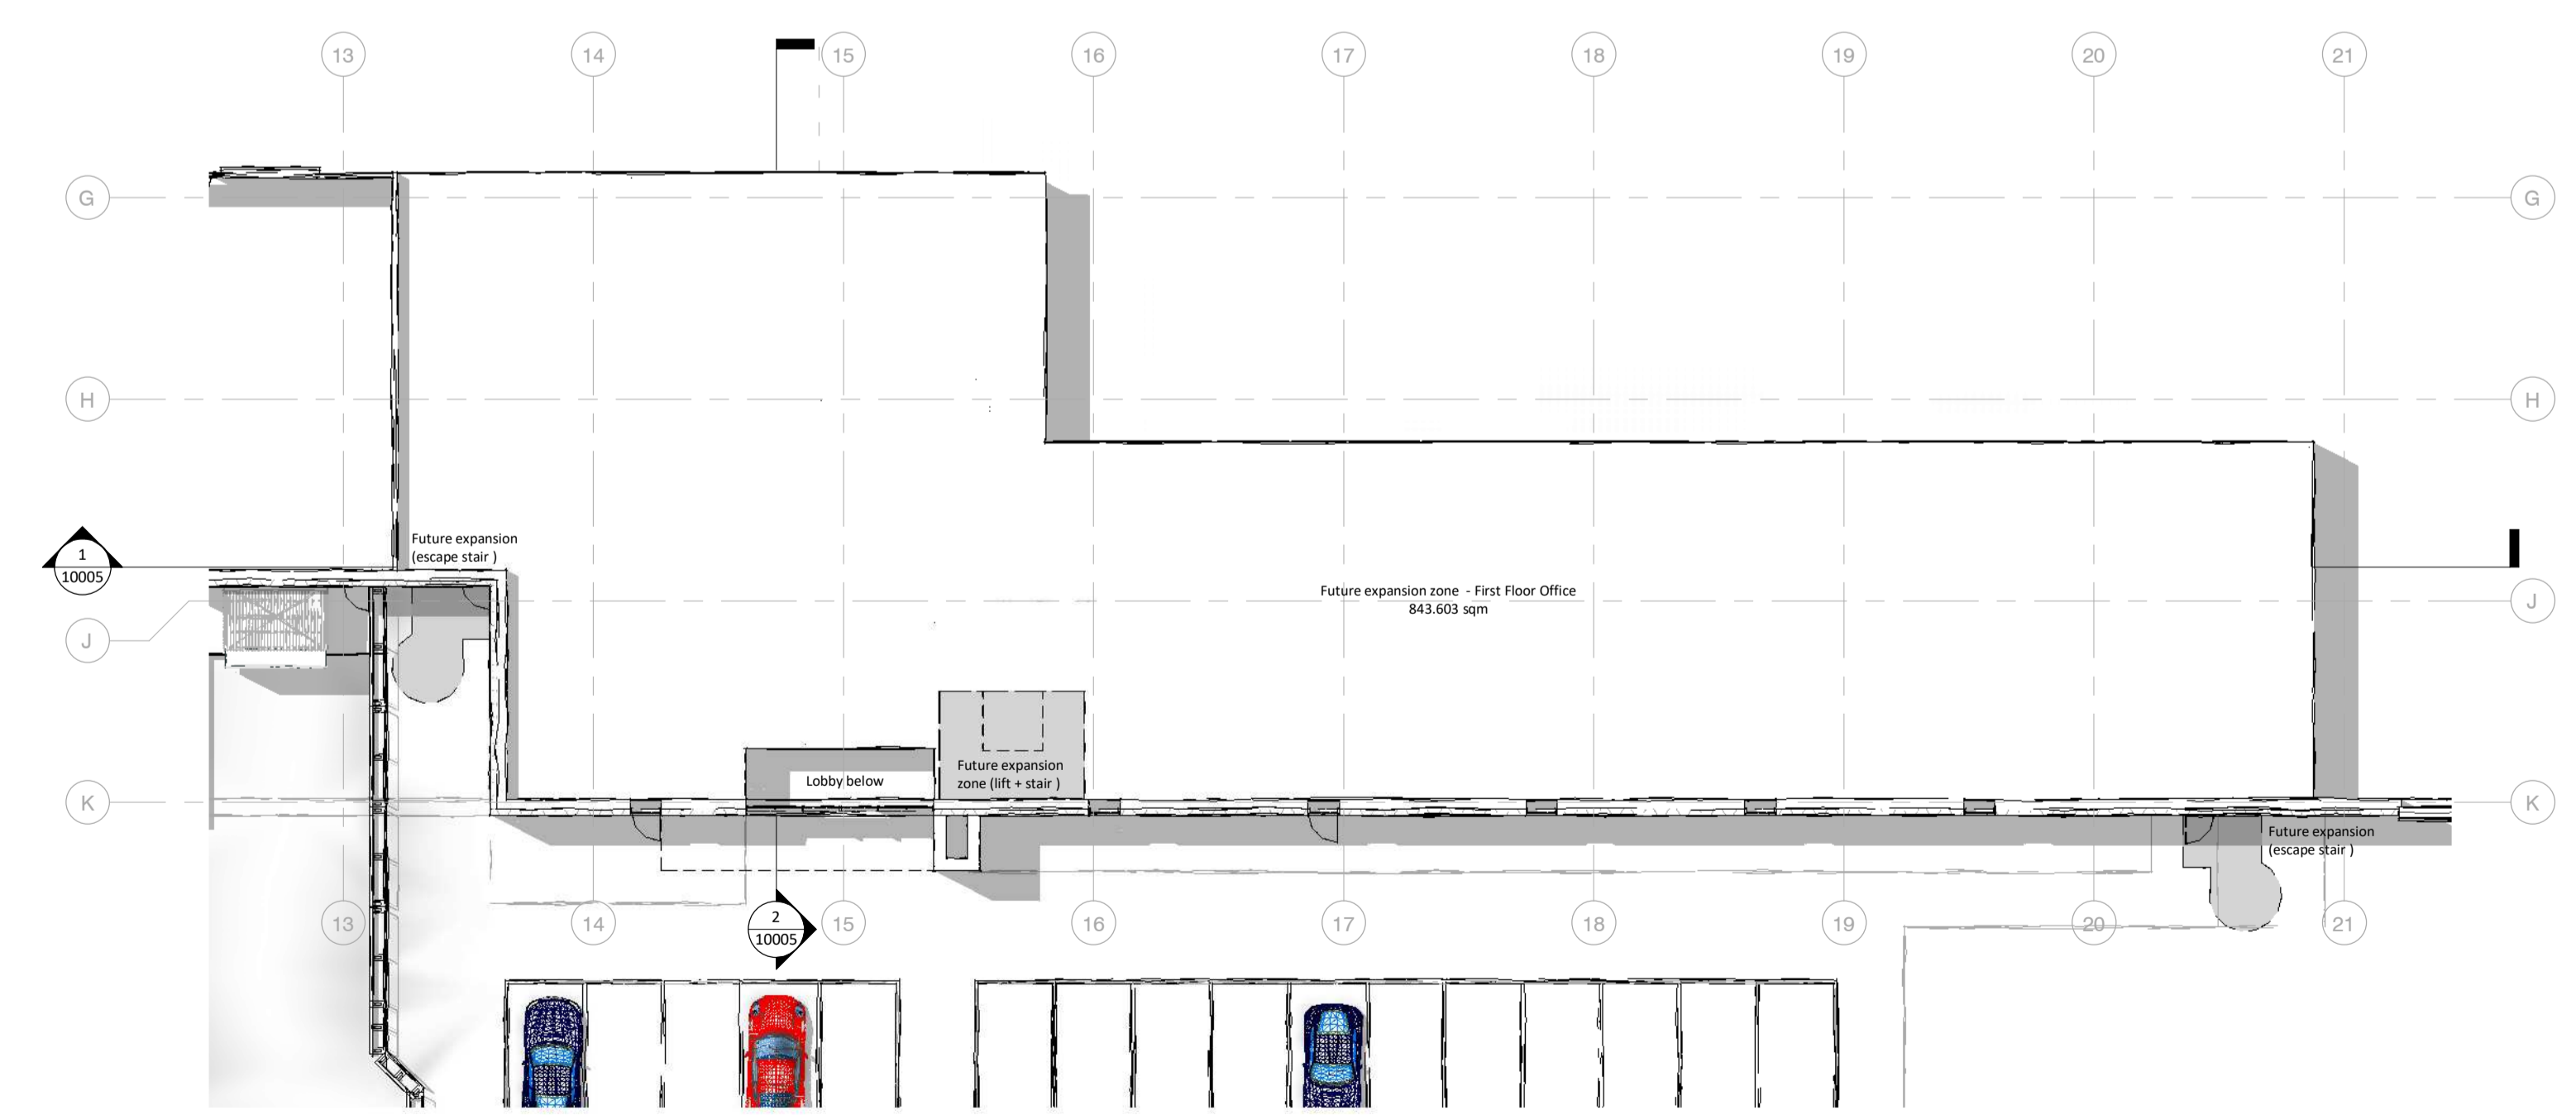 13 14 15 16 17 18 19 20 21
G G
H H
Future expansion
(escape stair )
1
10005
Future expansion zone - First Floor Office
843.603 sqm
J J
Future expansion
zone (lift + stair )
Lobby below
K K
Future expansion
(escape stair )
13 14 15 16 17 18 19 20 21
2
10005